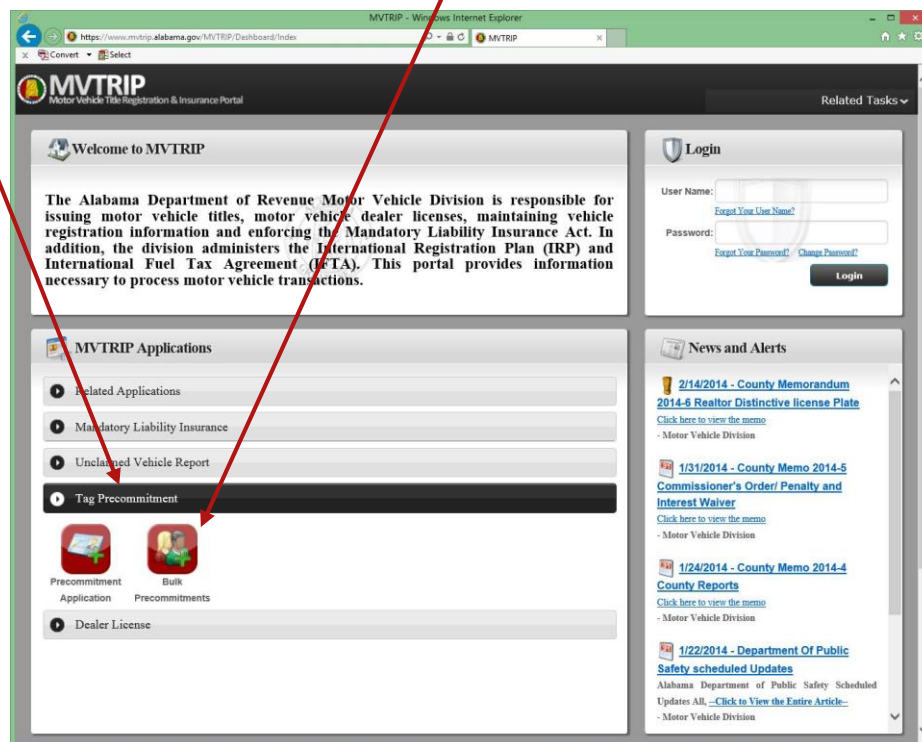 MVTRIP - Windows Internet Explorer
https://www.mvtrip.alabama.gov/MVTRIP/Dashboard/Index
MVTRIP
x Convert Select
MVTRIP
Motor Vehicle Title Registration & Insurance Portal
Related Tasks
Welcome to MVTRIP
The Alabama Department of Revenue Motor Vehicle Division is responsible for
issuing motor vehicle titles, motor vehicle dealer licenses, maintaining vehicle
registration information and enforcing the Mandatory Liability Insurance Act. In
addition, the division administers the International Registration Plan (IRP) and
International Fuel Tax Agreement (IFTA). This portal provides information
necessary to process motor vehicle transactions.
Login
User Name:
Forgot Your User Name?
Password:
Forgot Your Password? Change Password?
Login
MVTRIP Applications
Related Applications
Mandatory Liability Insurance
Unclaimed Vehicle Report
Tag Precommitment
Precommitment
Application
Bulk
Precommitments
Dealer License
News and Alerts
2/14/2014 - County Memorandum
2014-6 Realtor Distinctive license Plate
Click here to view the memo
- Motor Vehicle Division
1/31/2014 - County Memo 2014-5
Commissioner's Order/ Penalty and
Interest Waiver
Click here to view the memo
- Motor Vehicle Division
1/24/2014 - County Memo 2014-4
County Reports
Click here to view the memo
- Motor Vehicle Division
1/22/2014 - Department Of Public
Safety scheduled Updates
Alabama Department of Public Safety Scheduled
Updates All, --Click to View the Entire Article--
- Motor Vehicle Division